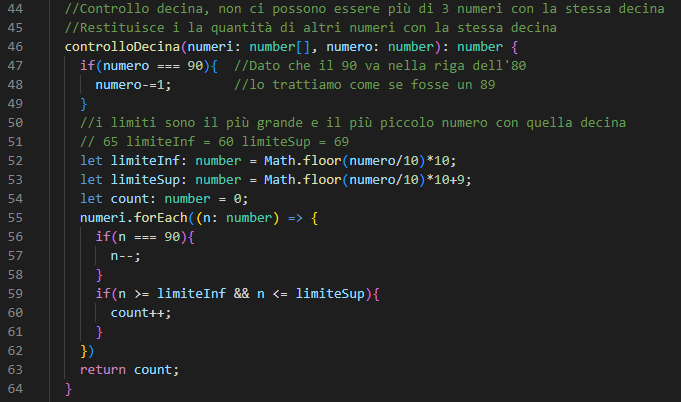 44 //Controllo decina, non ci possono essere più di 3 numeri con la stessa decina
45 //Restituisce i la quantità di altri numeri con la stessa decina
46 controlloDecina(numeri: number[], numero: number): number {
47 if(numero === 90){ //Dato che il 90 va nella riga dell'80
48 numero-=1; //lo trattiamo come se fosse un 89
49 }
50 //i limiti sono il più grande e il più piccolo numero con quella decina
51 // 65 limiteInf = 60 limiteSup = 69
52 let limiteInf: number = Math.floor(numero/10)*10;
53 let limiteSup: number = Math.floor(numero/10)*10+9;
54 let count: number = 0;
55 numeri.forEach((n: number) => {
56 if(n === 90){
57 n--;
58 }
59 if(n >= limiteInf && n <= limiteSup){
60 count++;
61 }
62 })
63 return count;
64 }